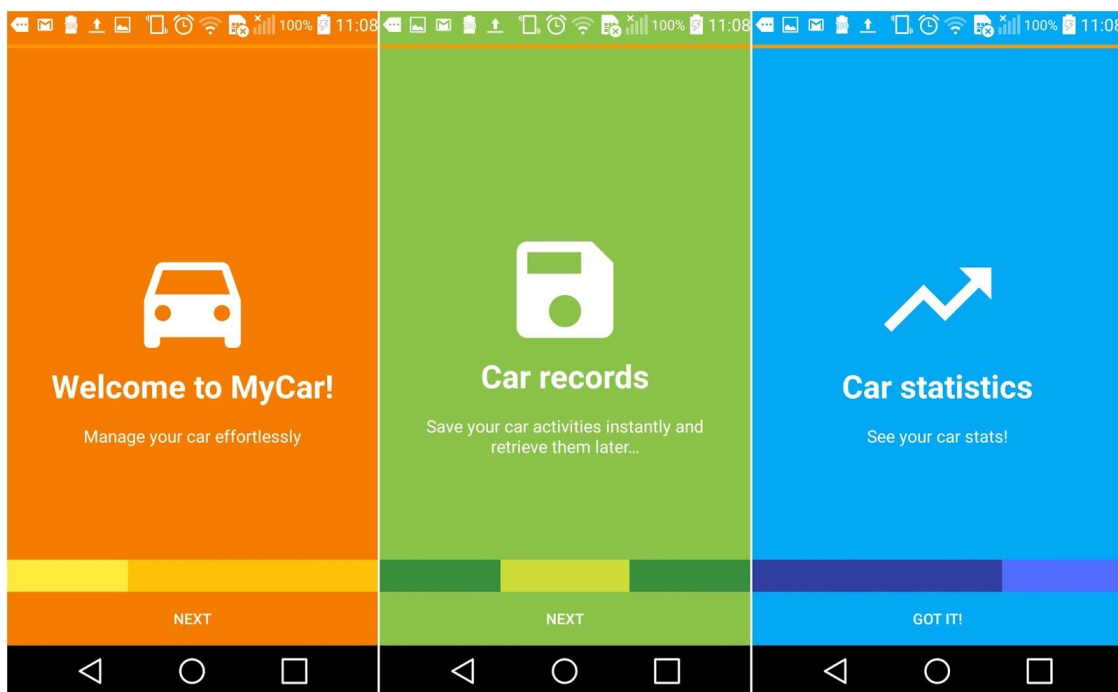 100% 11:08
Welcome to MyCar!
Manage your car effortlessly
NEXT
100% 11:08
Car records
Save your car activities instantly and
retrieve them later...
NEXT
100% 11:08
Car statistics
See your car stats!
GOT IT!